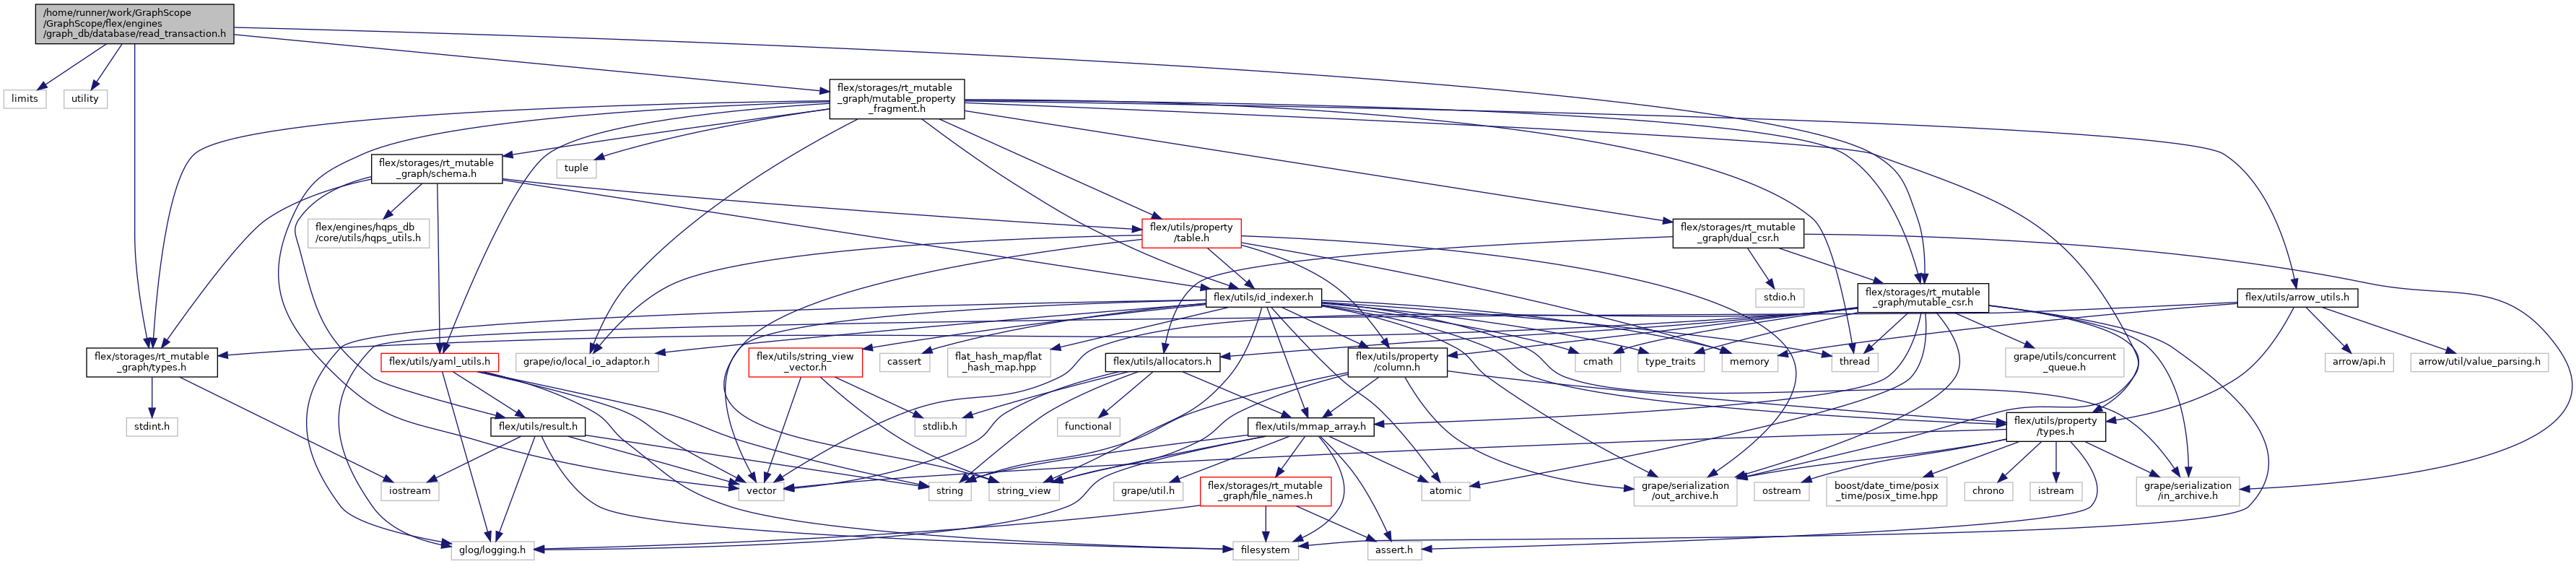 /home/runner/work/GraphScope
/GraphScope/flex/engines
/graph_db/database/read_transaction.h
limits
utility
flex/storages/rt_mutable
_graph/mutable_property
_fragment.h
flex/storages/rt_mutable
_graph/schema.h
tuple
flex/engines/hqps_db
/core/utils/hqps_utils.h
flex/utils/property
/table.h
flex/storages/rt_mutable
_graph/dual_csr.h
flex/utils/id_indexer.h
stdio.h
flex/storages/rt_mutable
_graph/mutable_csr.h
flex/utils/arrow_utils.h
flex/storages/rt_mutable
_graph/types.h
flex/utils/yaml_utils.h
grape/io/local_io_adaptor.h
flex/utils/string_view
_vector.h
cassert
flat_hash_map/flat
_hash_map.hpp
flex/utils/allocators.h
flex/utils/property
/column.h
cmath
type_traits
memory
thread
grape/utils/concurrent
_queue.h
arrow/api.h
arrow/util/value_parsing.h
stdint.h
flex/utils/result.h
stdlib.h
functional
flex/utils/mmap_array.h
flex/utils/property
/types.h
iostream
vector
string
string_view
grape/util.h
flex/storages/rt_mutable
_graph/file_names.h
atomic
grape/serialization
/out_archive.h
ostream
boost/date_time/posix
_time/posix_time.hpp
chrono
istream
grape/serialization
/in_archive.h
glog/logging.h
filesystem
assert.h